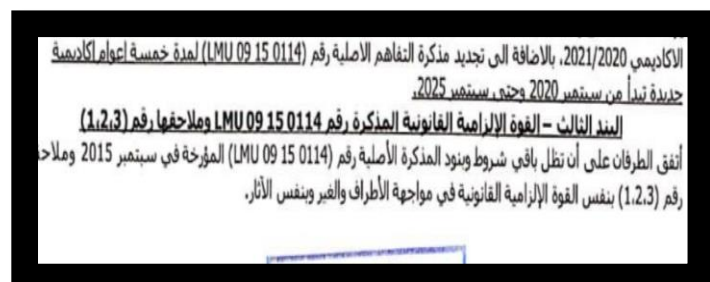 الاكاديمي 2021/2020، بالاضافة الى تجديد مذكرة التفاهم الاصلية رقم (LMU 09 15 0114) لمدة خمسة اعوام اكاديمية
جديدة تبدأ من سبتمبر 2020 وحتى سبتمبر 2025.
البند الثالث – القوة الإلزامية القانونية المذكرة رقم LMU 09 15 0114 وملاحقها رقم (1،2،3)
أتفق الطرفان على أن تظل باقي شروط وبنود المذكرة الأصلية رقم (LMU 09 15 0114) المؤرخة في سبتمبر 2015
رقم (1،2،3) بنفس القوة الإلزامية القانونية في مواجهة الأطراف والغير وبنفس الآثار.